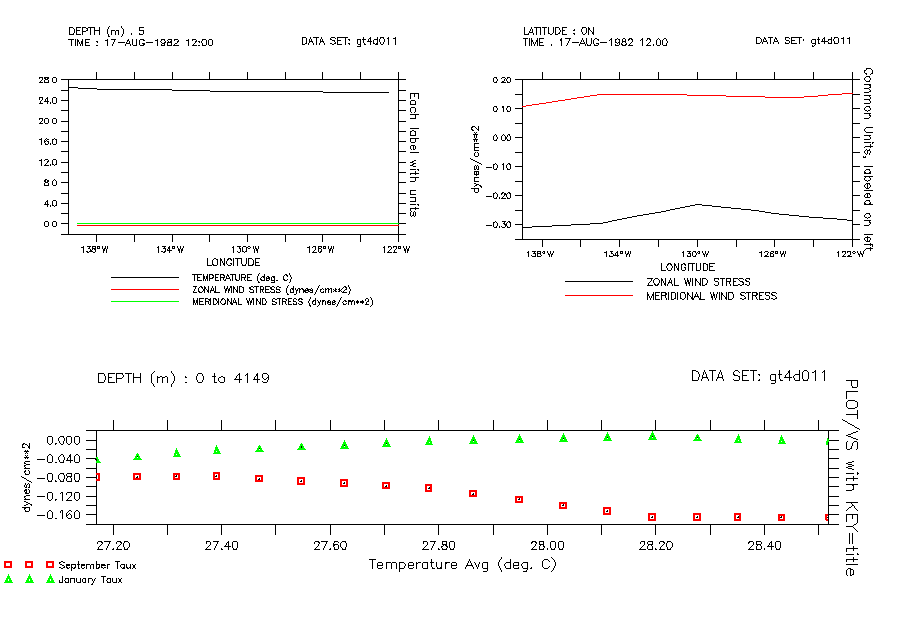 DEPTH (m) . 5
TIME : 17-AUG-1982 12:00
DATA SET: gt4d011
28.0
24.0
20.0
16.0
12.0
8.0
4.0
0.0
138°W
134°W
130°W
126°W
122°W
LONGITUDE
Each label with units
TEMPERATURE (deg. C)
ZONAL WIND STRESS (dynes/cm**2)
MERIDIONAL WIND STRESS (dynes/cm**2)
LATITUDE : 0N
TIME . 17-AUG-1982 12.00
DATA SET: gt4d011
0.20
0.10
0.00
-0.10
-0.20
-0.30
dynes/cm**2
138°W
134°W
130°W
126°W
122°W
LONGITUDE
Common Units, labeled on left
ZONAL WIND STRESS
MERIDIONAL WIND STRESS
DEPTH (m) : 0 to 4149
DATA SET: gt4d011
0.000
-0.040
-0.080
-0.120
-0.160
dynes/cm**2
27.20
27.40
27.60
27.80
28.00
28.20
28.40
Temperature Avg (deg. C)
PLOT/VS with KEY=title
September Taux
January Taux